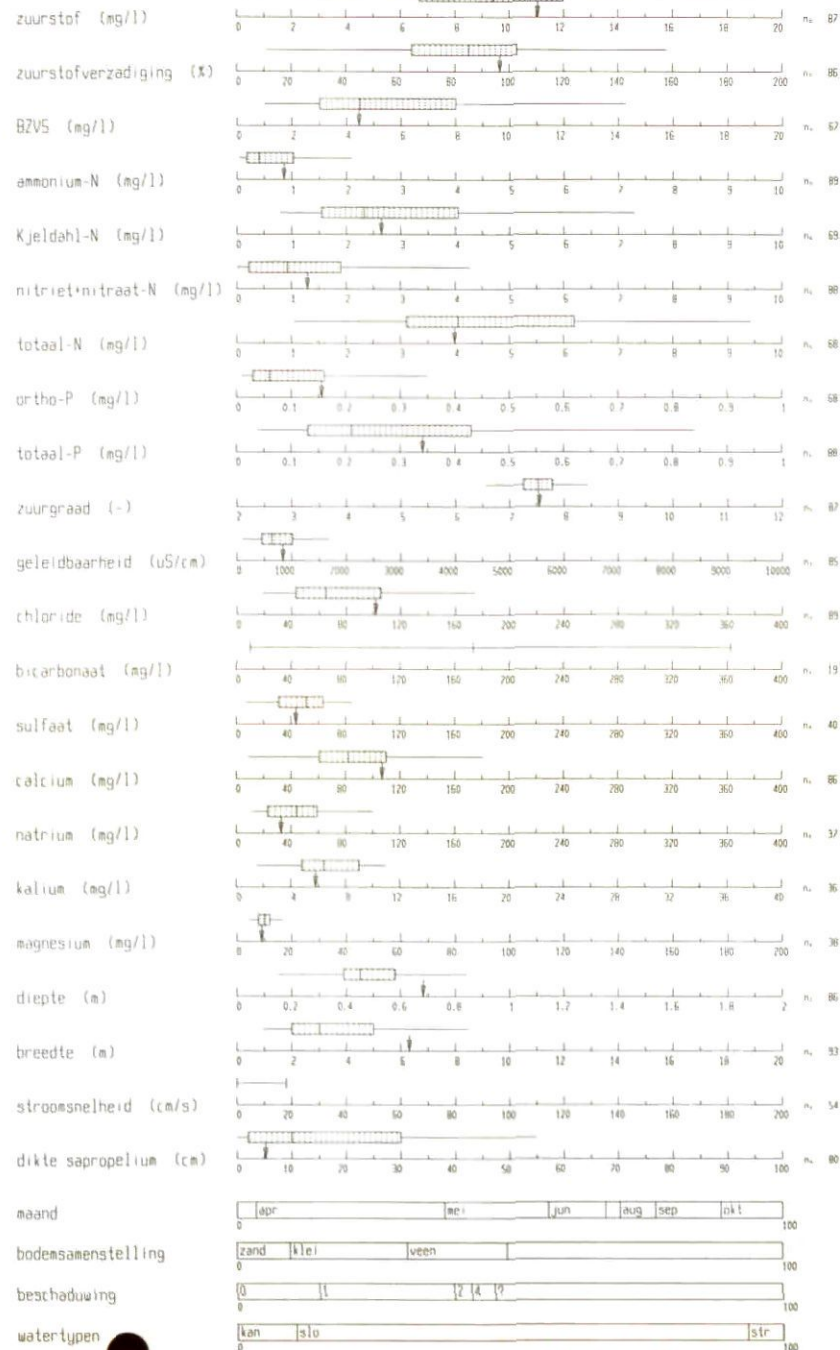 zuurstof (mg/l) 0 2 4 6 8 10 12 14 16 18 20 n. 87
zuurstofverzadiging (%) 0 20 40 60 80 100 120 140 160 180 200 n. 86
BZV5 (mg/l) 0 2 4 6 8 10 12 14 16 18 20 n. 67
ammonium-N (mg/l) 0 1 2 3 4 5 6 7 8 9 10 n. 89
Kjeldahl-N (mg/l) 0 1 2 3 4 5 6 7 8 9 10 n. 69
nitriet+nitraat-N (mg/l) 0 1 2 3 4 5 6 7 8 9 10 n. 88
totaal-N (mg/l) 0 1 2 3 4 5 6 7 8 9 10 n. 68
ortho-P (mg/l) 0 0.1 0.2 0.3 0.4 0.5 0.6 0.7 0.8 0.9 1 n. 68
totaal-P (mg/l) 0 0.1 0.2 0.3 0.4 0.5 0.6 0.7 0.8 0.9 1 n. 88
zuurgraad (-) 2 3 4 5 6 7 8 9 10 11 12 n. 87
geleidbaarheid (uS/cm) 0 1000 2000 3000 4000 5000 6000 7000 8000 9000 10000 n. 85
chloride (mg/l) 0 40 80 120 160 200 240 280 320 360 400 n. 89
bicarbonaat (mg/l) 0 40 80 120 160 200 240 280 320 360 400 n. 19
sulfaat (mg/l) 0 40 80 120 160 200 240 280 320 360 400 n. 40
calcium (mg/l) 0 40 80 120 160 200 240 280 320 360 400 n. 86
natrium (mg/l) 0 40 80 120 160 200 240 280 320 360 400 n. 37
kalium (mg/l) 0 4 8 12 16 20 24 28 32 36 40 n. 36
magnesium (mg/l) 0 20 40 60 80 100 120 140 160 180 200 n. 38
diepte (m) 0 0.2 0.4 0.6 0.8 1 1.2 1.4 1.6 1.8 2 n. 86
breedte (m) 0 2 4 6 8 10 12 14 16 18 20 n. 93
stroomsnelheid (cm/s) 0 20 40 60 80 100 120 140 160 180 200 n. 54
dikte sapropelium (cm) 0 10 20 30 40 50 60 70 80 90 100 n. 80
maand apr mei jun aug sep okt
0 100
bodemsamenstelling zand klei veen
0 100
beschaduwing 0 1 2 4 ?
0 100
watertypen kan slo str
0 100